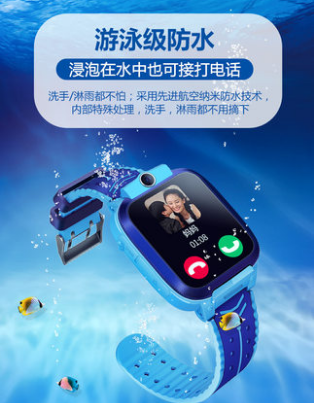 游泳级防水
浸泡在水中也可接打电话
洗手/淋雨都不怕；采用先进航空纳米防水技术，
内部特殊处理，洗手，淋雨都不用摘下
妈妈
01:08